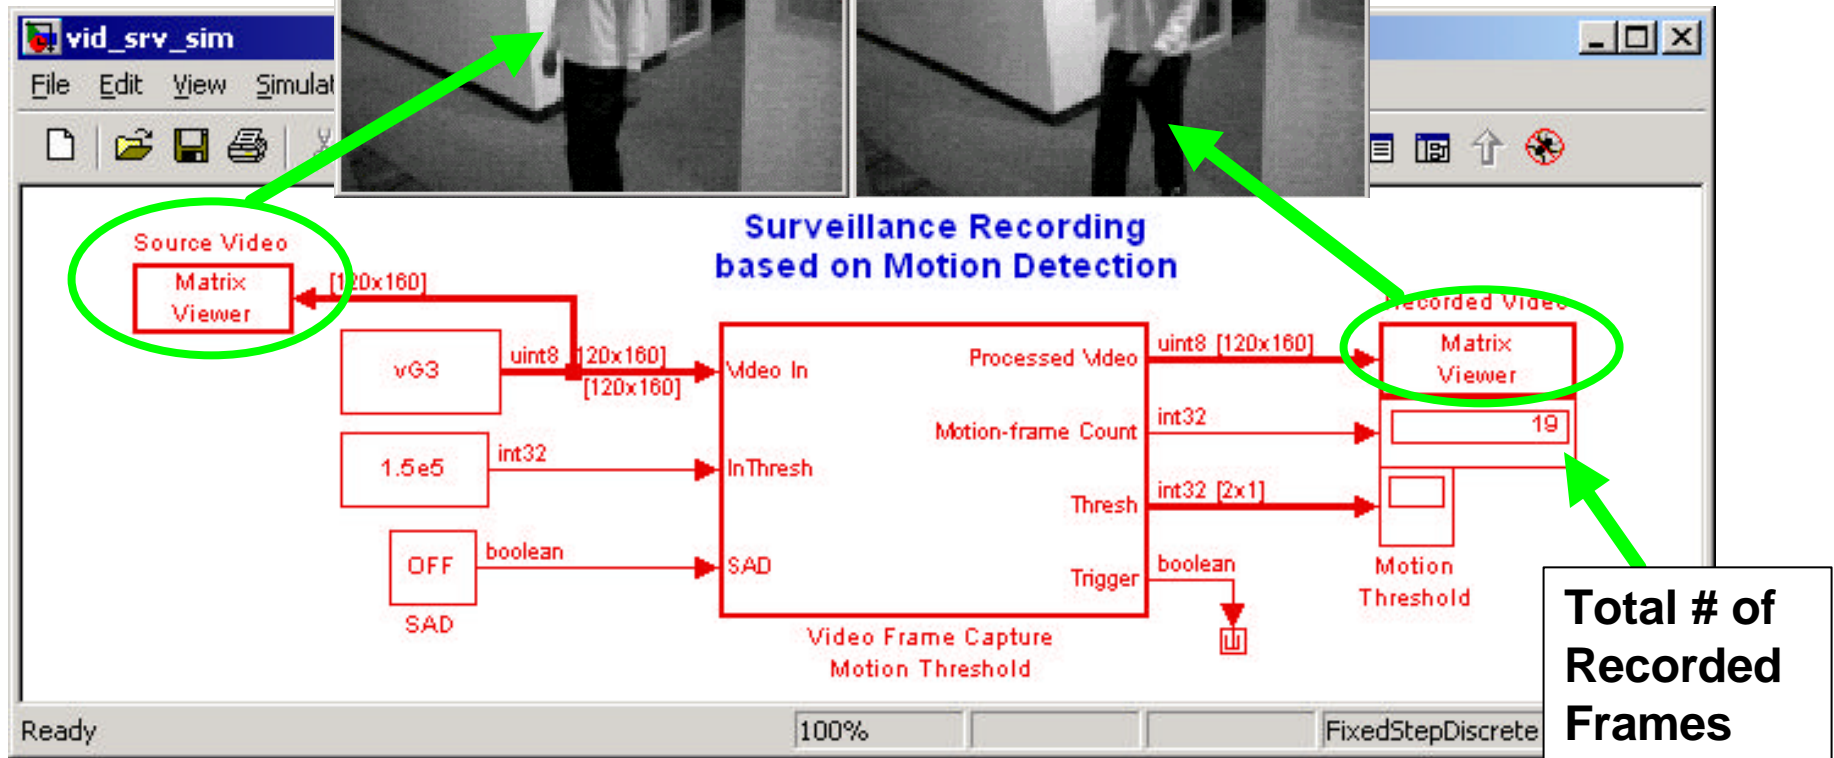 vid_srv_sim
File Edit View Simulat
Surveillance Recording
based on Motion Detection
Source Video
Matrix
Viewer
[120x160]
vG3
uint8 [120x160]
[120x160]
Video In
1.5e5
int32
InThresh
OFF
boolean
SAD
SAD
Processed Video
uint8 [120x160]
Motion-frame Count
int32
Thresh
int32 [2x1]
Trigger
boolean
Video Frame Capture
Motion Threshold
Recorded Video
Matrix
Viewer
19
Motion
Threshold
Total # of
Recorded
Frames
Ready
100%
FixedStepDiscrete